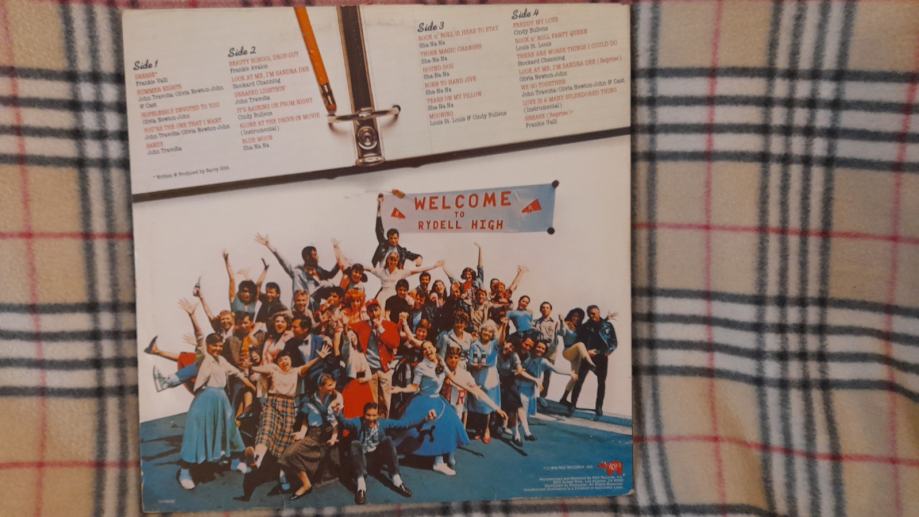 Side 1
GREASE*
Frankie Valli
SUMMER NIGHTS
John Travolta, Olivia Newton-John
& Cast
HOPELESSLY DEVOTED TO YOU
Olivia Newton-John
YOU'RE THE ONE THAT I WANT
John Travolta/Olivia Newton-John
SANDY
John Travolta
* Written & Produced by Barry Gibb
Side 2
BEAUTY SCHOOL DROP-OUT
Frankie Avalon
LOOK AT ME, I'M SANDRA DEE
Stockard Channing
GREASED LIGHTNIN'
John Travolta
IT'S RAINING ON PROM NIGHT
Cindy Bullens
ALONE AT THE DRIVE-IN MOVIE
(Instrumental)
BLUE MOON
Sha Na Na
Side 3
ROCK N' ROLL IS HERE TO STAY
Sha Na Na
THOSE MAGIC CHANGES
Sha Na Na
HOUND DOG
Sha Na Na
BORN TO HAND JIVE
Sha Na Na
TEARS ON MY PILLOW
Sha Na Na
MOONING
Louis St. Louis & Cindy Bullens
Side 4
FREDDY MY LOVE
Cindy Bullens
ROCK N' ROLL PARTY QUEEN
Louis St. Louis
THERE ARE WORSE THINGS I COULD DO
Stockard Channing
LOOK AT ME, I'M SANDRA DEE (Reprise)
Olivia Newton-John
WE GO TOGETHER
John Travolta/Olivia Newton-John & Cast
LOVE IS A MANY SPLENDORED THING
(Instrumental)
GREASE (Reprise)*
Frankie Valli
WELCOME
TO
RYDELL HIGH
R
RSO